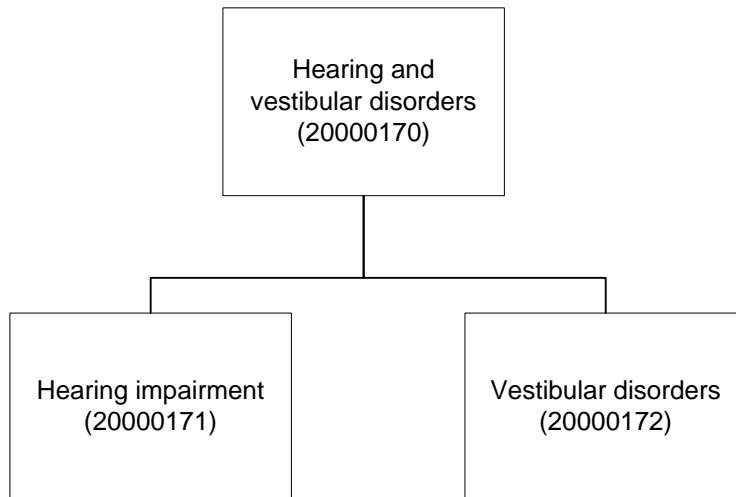 Hearing and
vestibular disorders
(20000170)
Hearing impairment
(20000171)
Vestibular disorders
(20000172)